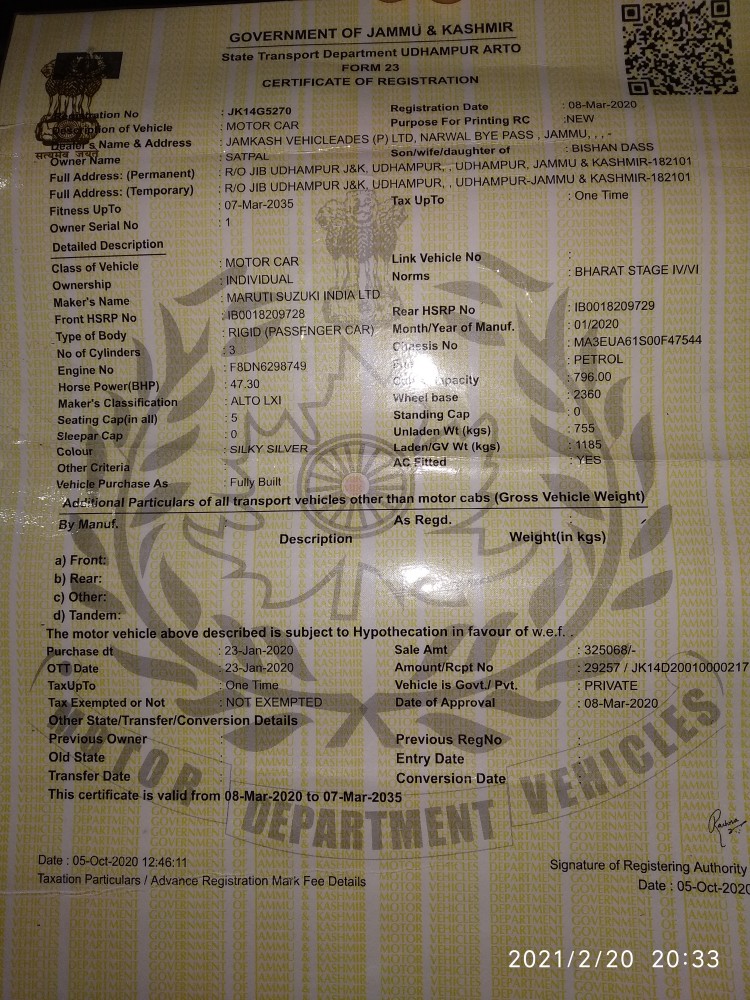 GOVERNMENT OF JAMMU & KASHMIR
State Transport Department UDHAMPUR ARTO
FORM 23
CERTIFICATE OF REGISTRATION
Registration No : JK14G5270 Registration Date : 08-Mar-2020
Description of Vehicle : MOTOR CAR Purpose For Printing RC :NEW
Dealer's Name & Address : JAMKASH VEHICLEADES (P) LTD, NARWAL BYE PASS , JAMMU, , , -
सत्यमेव जयते
Owner Name : SATPAL Son/wife/daughter of : BISHAN DASS
Full Address: (Permanent) : R/O JIB UDHAMPUR J&K, UDHAMPUR, , UDHAMPUR, JAMMU & KASHMIR-182101
Full Address: (Temporary) : R/O JIB UDHAMPUR J&K, UDHAMPUR, , UDHAMPUR-JAMMU & KASHMIR-182101
Fitness UpTo : 07-Mar-2035 Tax UpTo : One Time
Owner Serial No : 1
Detailed Description
Class of Vehicle : MOTOR CAR Link Vehicle No :
Ownership : INDIVIDUAL Norms : BHARAT STAGE IV/VI
Maker's Name : MARUTI SUZUKI INDIA LTD
Front HSRP No : IB0018209728 Rear HSRP No : IB0018209729
Type of Body : RIGID (PASSENGER CAR) Month/Year of Manuf. : 01/2020
No of Cylinders : 3 Chassis No : MA3EUA61S00F47544
Engine No : F8DN6298749 : PETROL
Horse Power(BHP) : 47.30 Capacity : 796.00
Maker's Classification : ALTO LXI Wheel base : 2360
Seating Cap(in all) : 5 Standing Cap : 0
Sleepar Cap : 0 Unladen Wt (kgs) : 755
Colour : SILKY SILVER Laden/GV Wt (kgs) : 1185
Other Criteria : AC Fitted : YES
Vehicle Purchase As : Fully Built
Additional Particulars of all transport vehicles other than motor cabs (Gross Vehicle Weight)
By Manuf. : As Regd. :
Description Weight(in kgs)
a) Front:
b) Rear:
c) Other:
d) Tandem:
The motor vehicle above described is subject to Hypothecation in favour of w.e.f. .
Purchase dt : 23-Jan-2020 Sale Amt : 325068/-
OTT Date : 23-Jan-2020 Amount/Rcpt No : 29257 / JK14D20010000217
TaxUpTo : One Time Vehicle is Govt./ Pvt. : PRIVATE
Tax Exempted or Not : NOT EXEMPTED Date of Approval : 08-Mar-2020
Other State/Transfer/Conversion Details
Previous Owner : Previous RegNo :
Old State : Entry Date :
Transfer Date : Conversion Date :
This certificate is valid from 08-Mar-2020 to 07-Mar-2035
MOTOR DEPARTMENT VEHICLES
Date : 05-Oct-2020 12:46:11 Signature of Registering Authority
Taxation Particulars / Advance Registration Mark Fee Details Date : 05-Oct-2020
2021/2/20 20:33